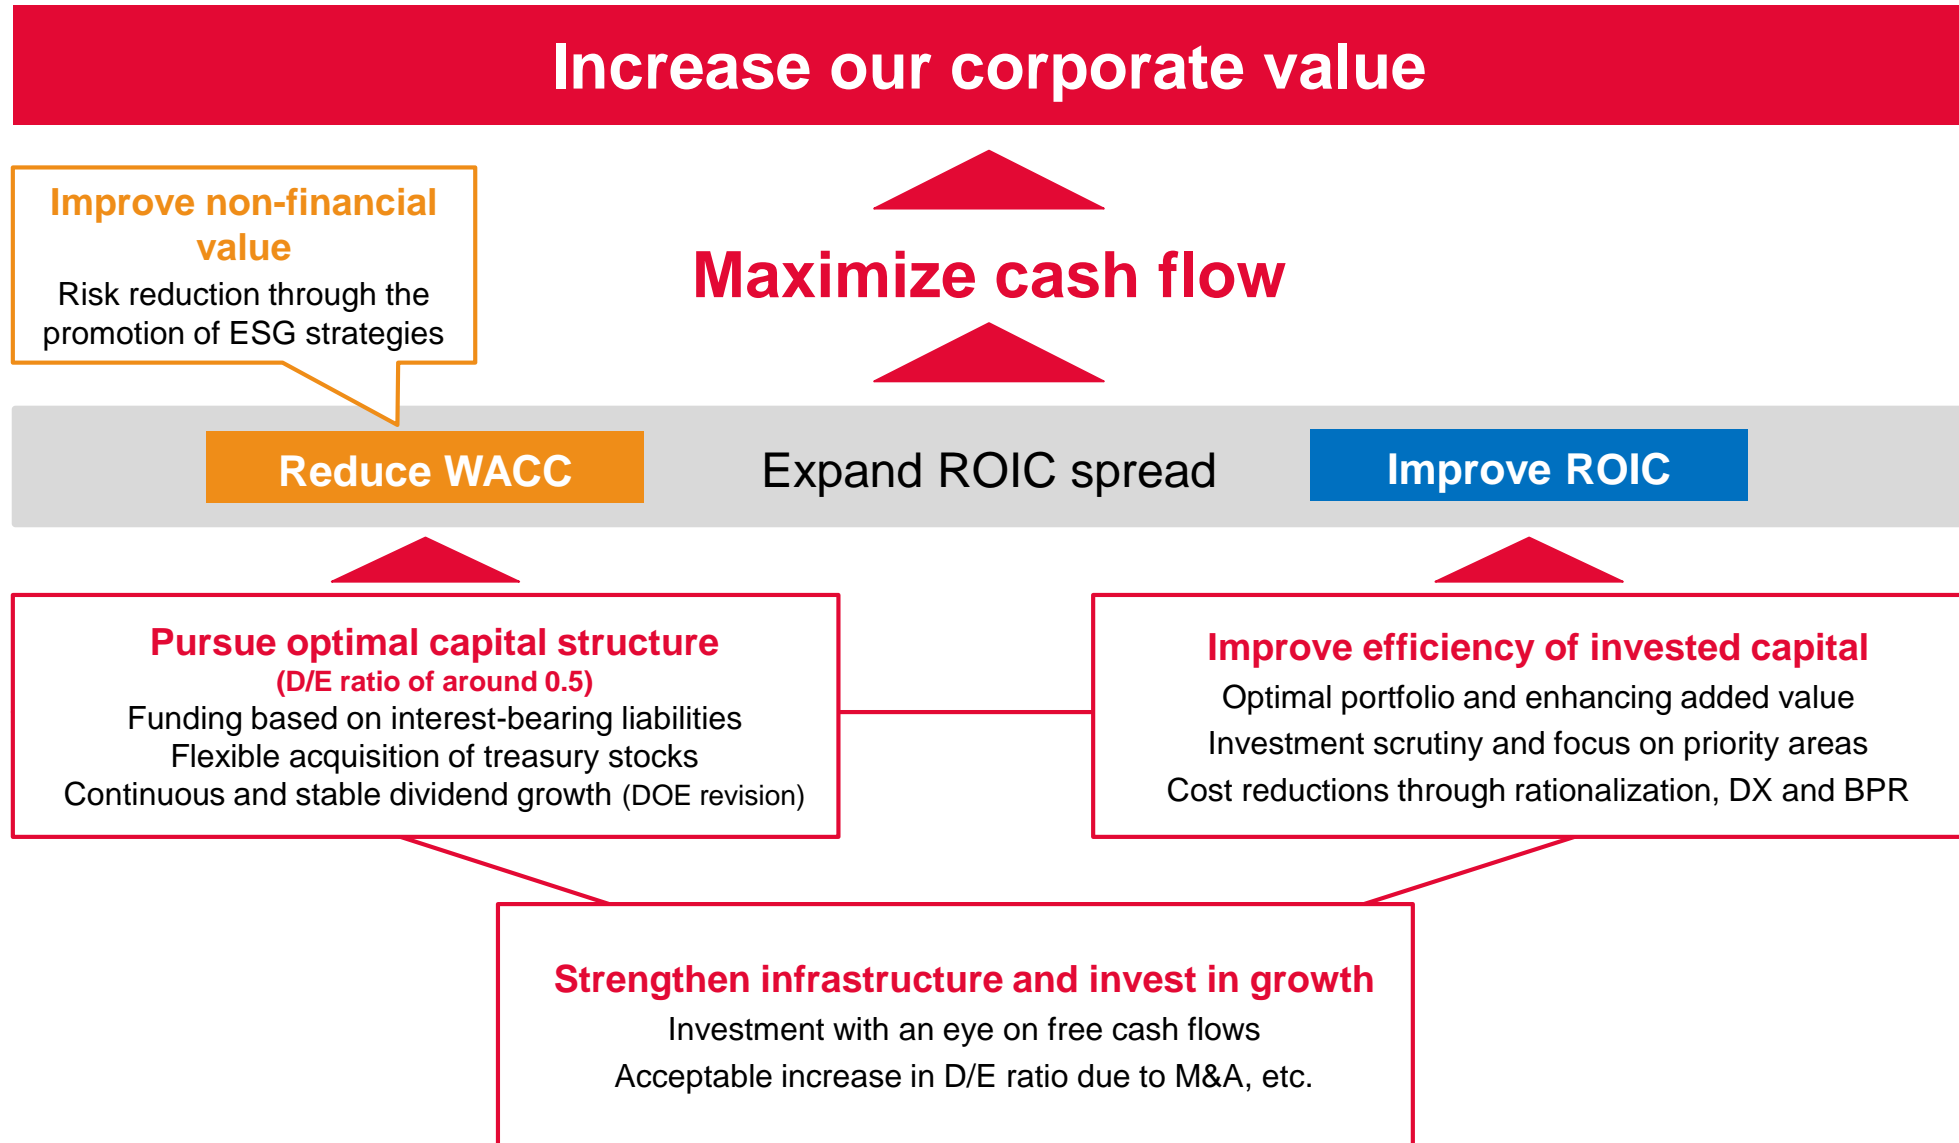 Increase our corporate value
Improve non-financial
value
Risk reduction through the
promotion of ESG strategies
Maximize cash flow
Reduce WACC
Expand ROIC spread
Improve ROIC
Pursue optimal capital structure
(D/E ratio of around 0.5)
Funding based on interest-bearing liabilities
Flexible acquisition of treasury stocks
Continuous and stable dividend growth (DOE revision)
Improve efficiency of invested capital
Optimal portfolio and enhancing added value
Investment scrutiny and focus on priority areas
Cost reductions through rationalization, DX and BPR
Strengthen infrastructure and invest in growth
Investment with an eye on free cash flows
Acceptable increase in D/E ratio due to M&A, etc.